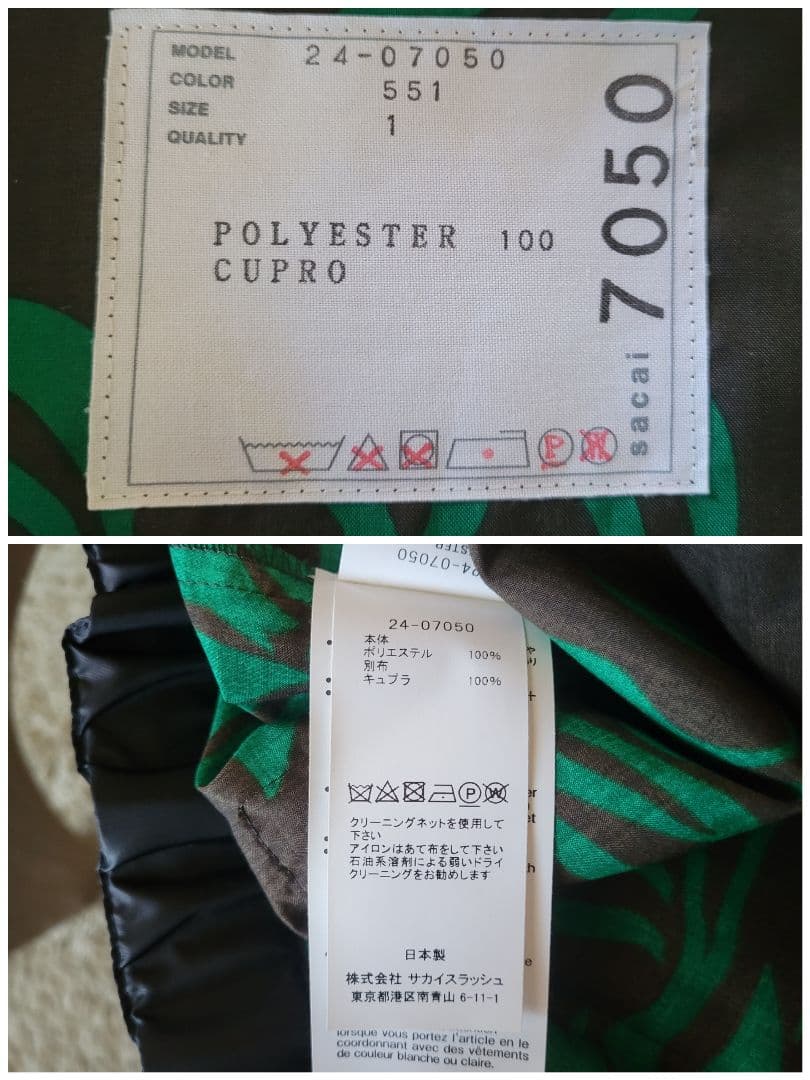 MODEL 24-07050
COLOR 551
SIZE 1
QUALITY
POLYESTER 100
CUPRO
P
W
sacai 7050
24-07050
24-07050
本体
ポリエステル 100%
別布
キュプラ 100%
P W
クリーニングネットを使用して
下さい
アイロンはあて布をして下さい
石油系溶剤による弱いドライ
クリーニングをお勧めします
日本製
株式会社 サカイスラッシュ
東京都港区南青山 6-11-1
lorsque vous portez l'article en le
coordonnant avec des vêtements
de couleur blanche ou claire.